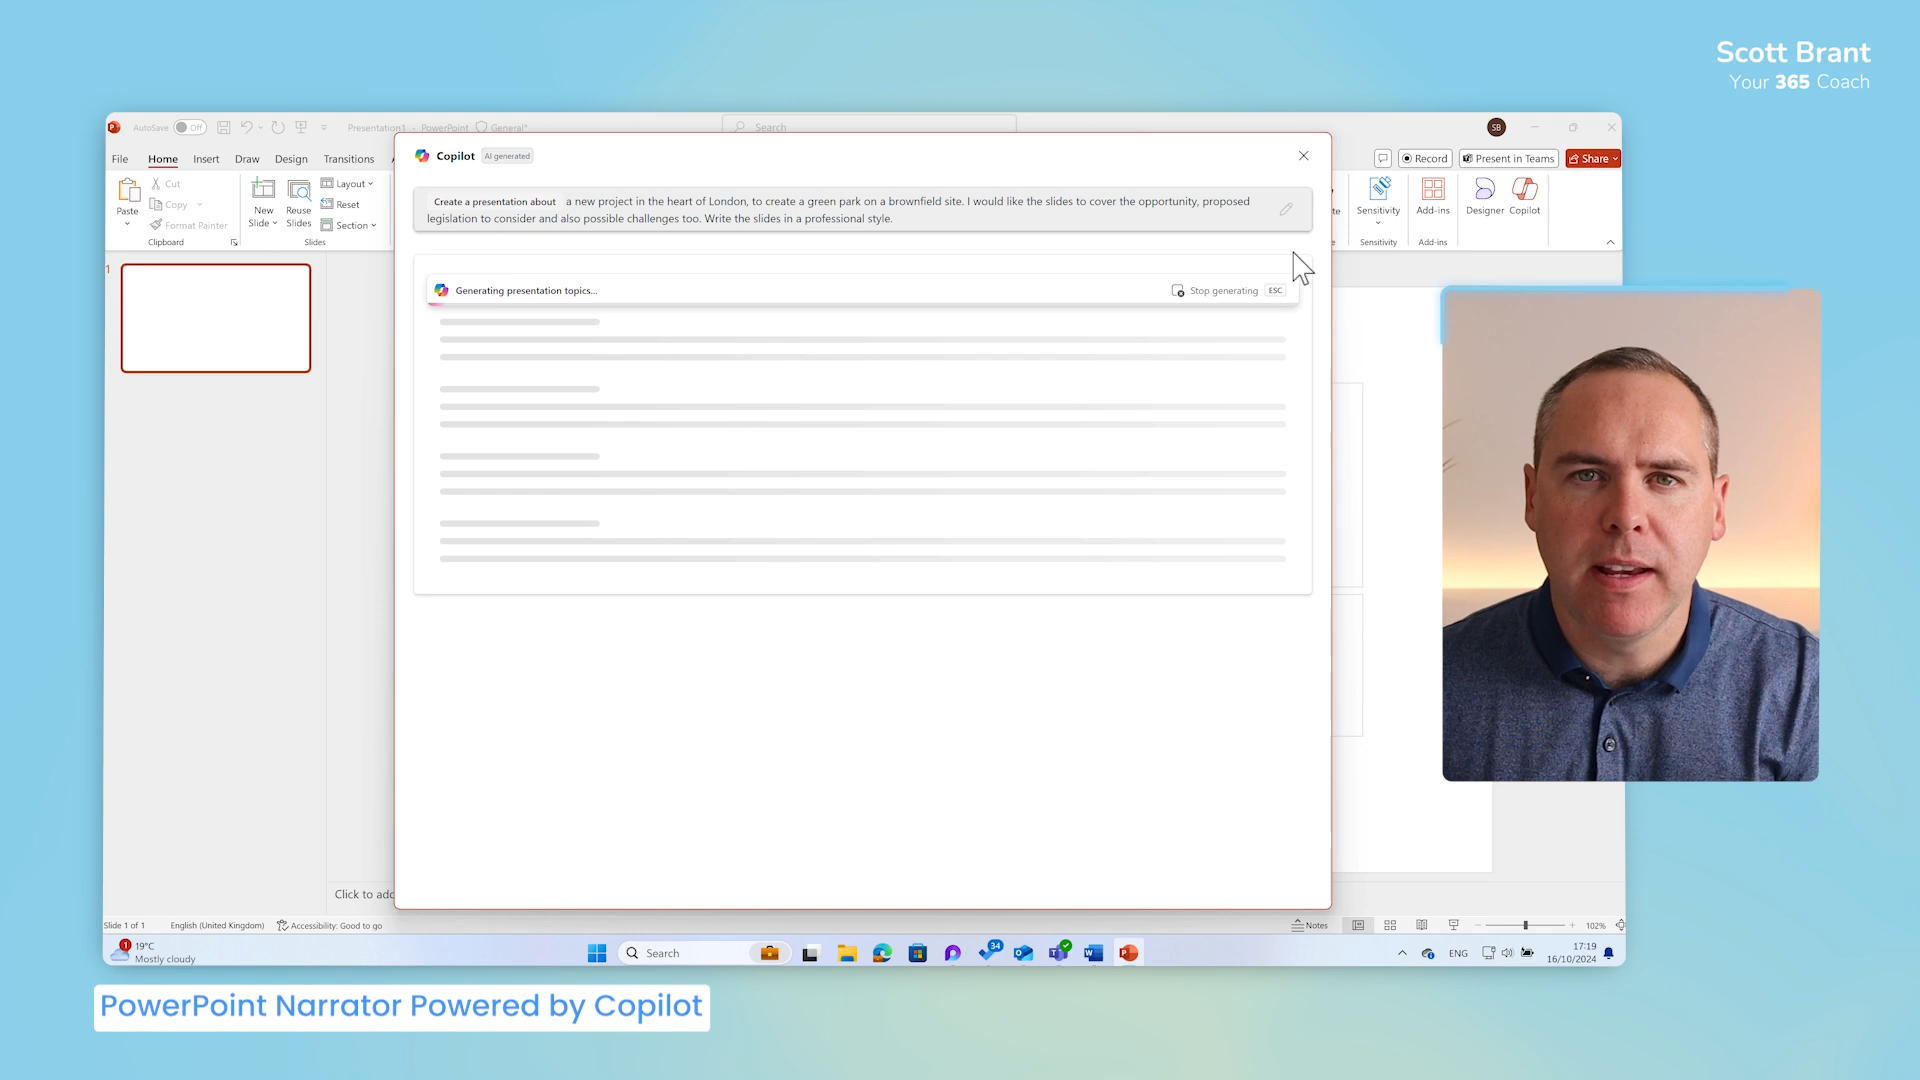 Scott Brant
Your 365 Coach
AutoSave Off Presentation1 - PowerPoint General* Search SB
File Home Insert Draw Design Transitions Record Present in Teams Share
Copilot AI generated
Create a presentation about a new project in the heart of London, to create a green park on a brownfield site. I would like the slides to cover the opportunity, proposed
legislation to consider and also possible challenges too. Write the slides in a professional style.
Paste
Cut
Copy
Format Painter
Clipboard
New
Slide
Reuse
Slides
Layout
Reset
Section
Slides
Sensitivity
Sensitivity
Add-ins
Add-ins
Designer
Copilot
1
Generating presentation topics... Stop generating ESC
Click to add
Slide 1 of 1 English (United Kingdom) Accessibility: Good to go Notes 102%
1 19°C
Mostly cloudy
Search
34
ENG
17:19
16/10/2024
PowerPoint Narrator Powered by Copilot